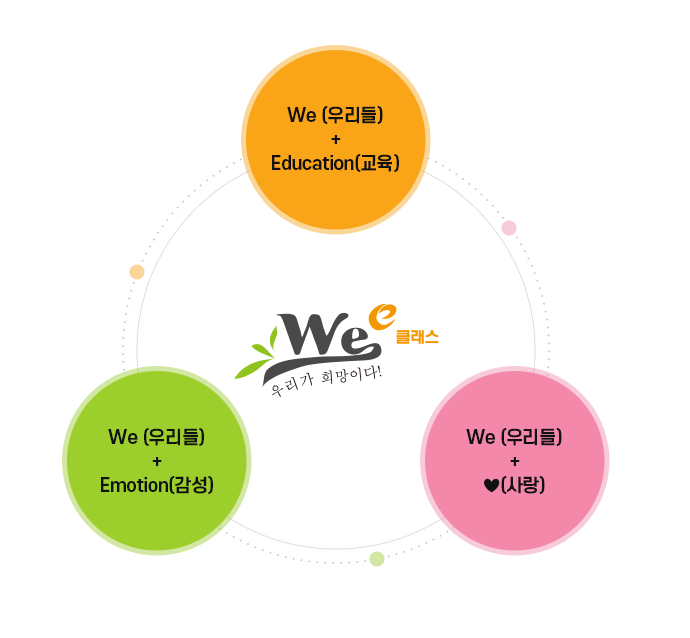 We (우리들)
+
Education(교육)
We e 클래스
우리가 희망이다!
We (우리들)
+
Emotion(감성)
We (우리들)
+
♥(사랑)